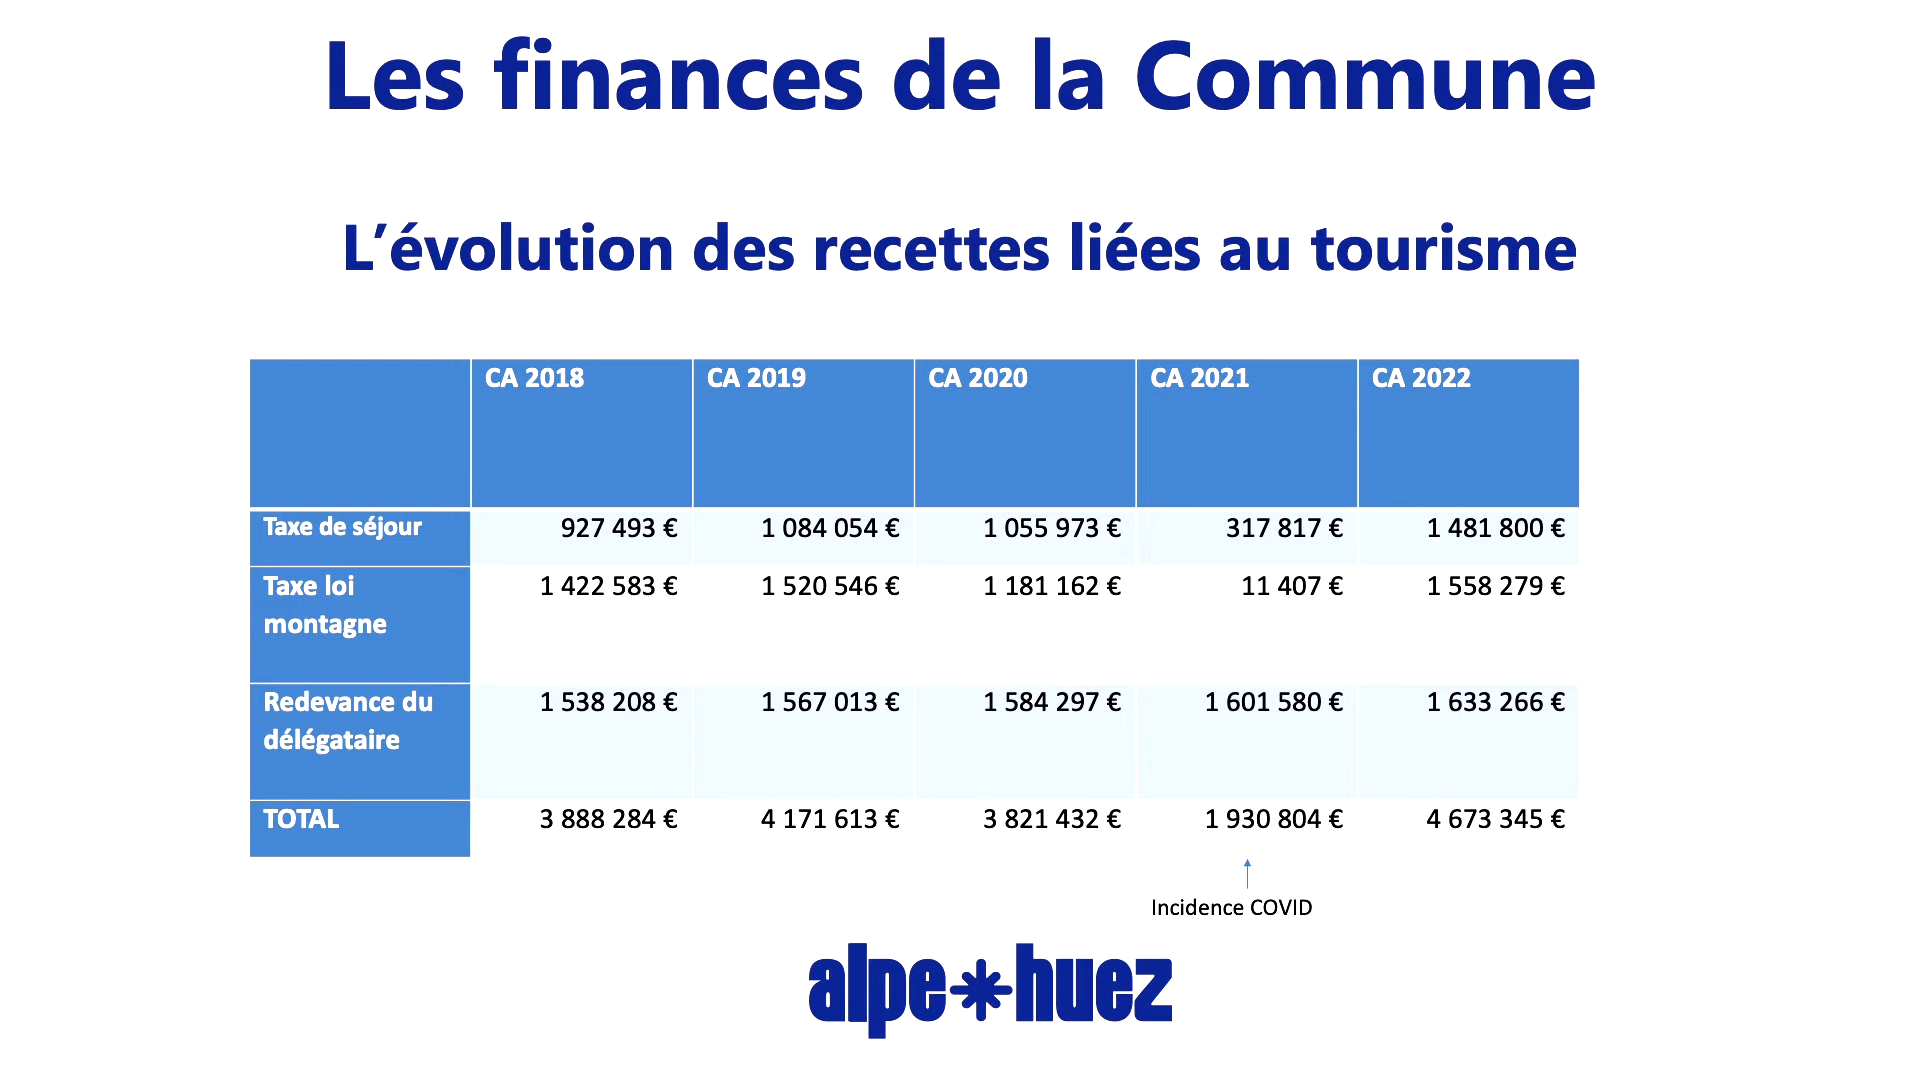 Les finances de la Commune
L’évolution des recettes liées au tourisme
CA 2018 CA 2019 CA 2020 CA 2021 CA 2022
Taxe de séjour 927 493 € 1 084 054 € 1 055 973 € 317 817 € 1 481 800 €
Taxe loi 1 422 583 € 1 520 546 € 1 181 162 € 11 407 € 1 558 279 €
montagne
Redevance du 1 538 208 € 1 567 013 € 1 584 297 € 1 601 580 € 1 633 266 €
délégataire
TOTAL 3 888 284 € 4 171 613 € 3 821 432 € 1 930 804 € 4 673 345 €
Incidence COVID
alpe*huez